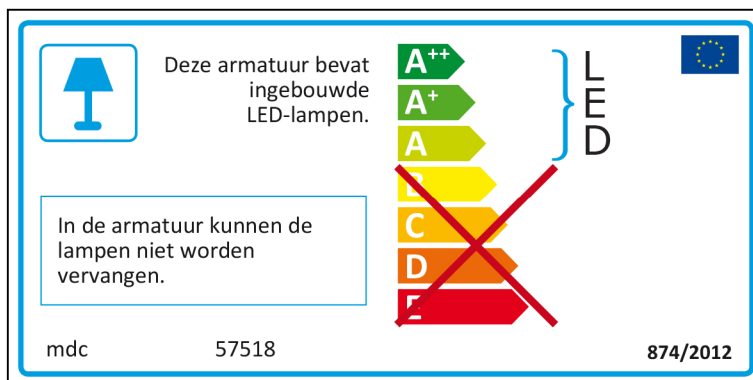 Deze armatuur bevat
ingebouwde
LED-lampen.
A++
A+
A
B
C
D
E
L
E
D
In de armatuur kunnen de
lampen niet worden
vervangen.
mdc 57518
874/2012